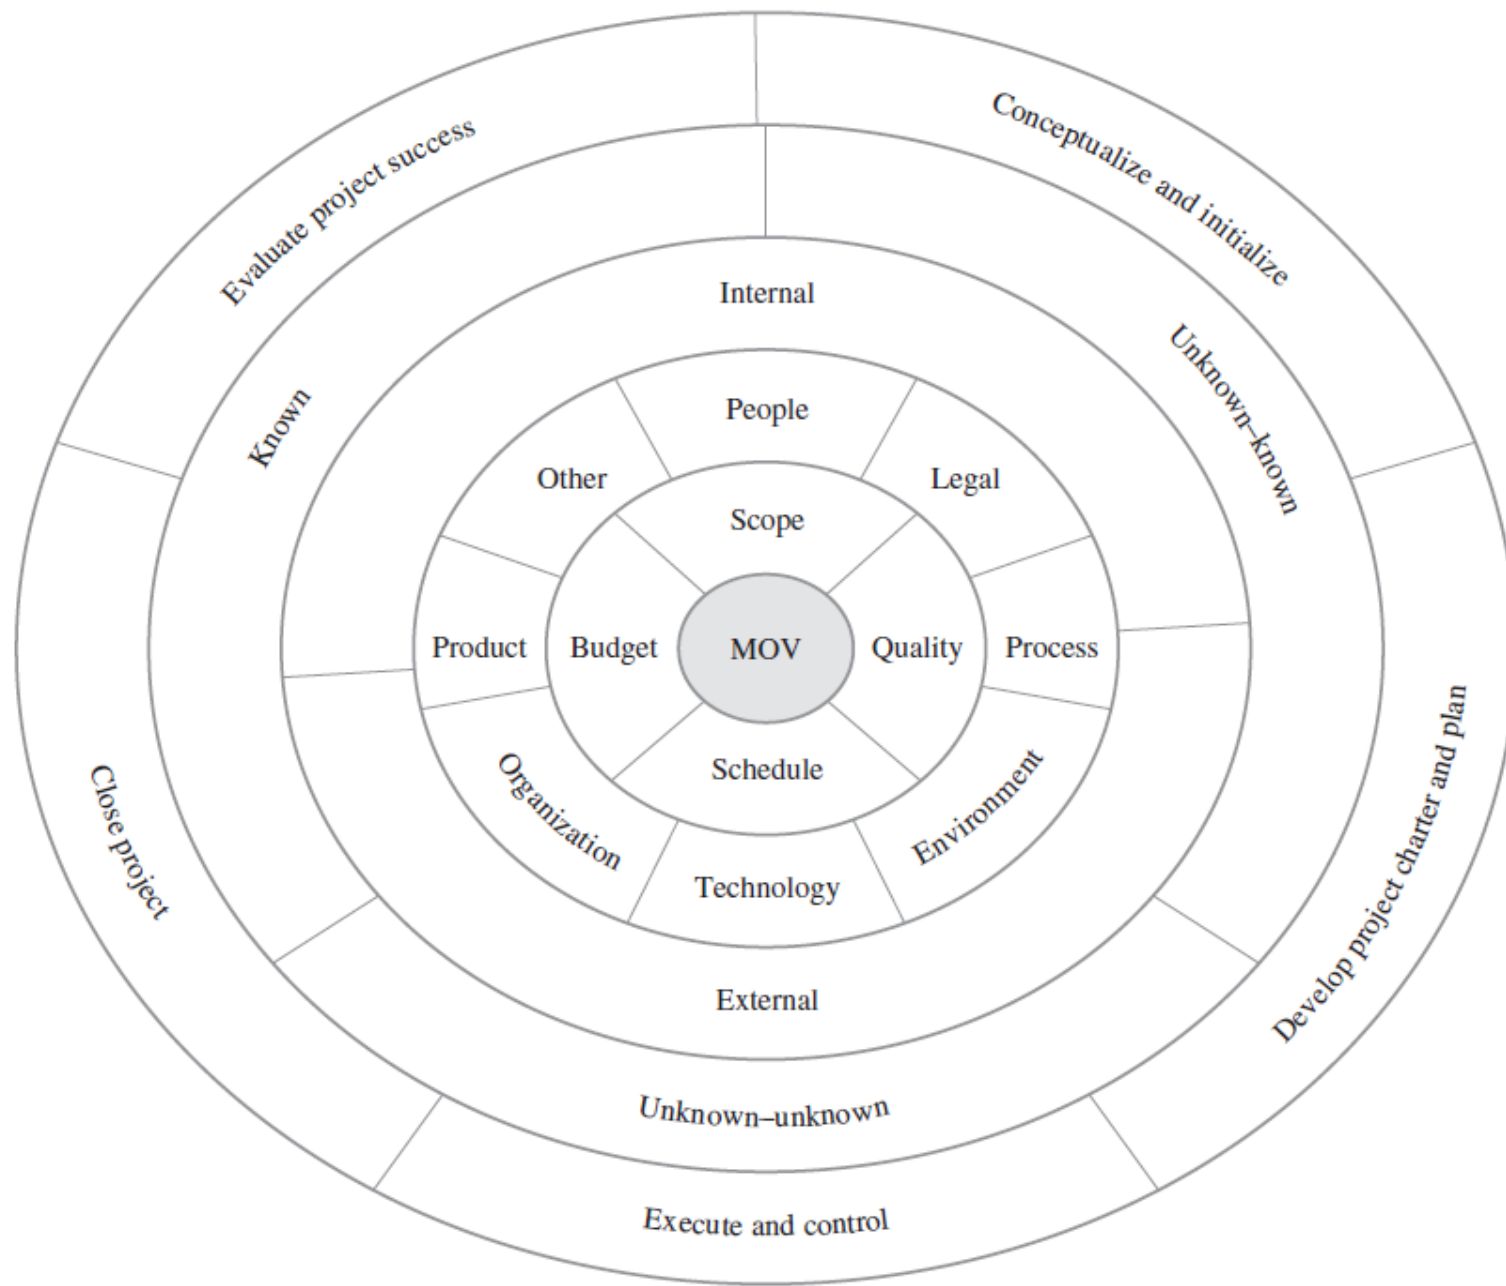 Evaluate project success
Conceptualize and initialize
Internal
Known
Unknown–known
People
Other
Legal
Scope
Product
Budget
MOV
Quality
Process
Schedule
Organization
Environment
Technology
Close project
Develop project charter and plan
External
Unknown–unknown
Execute and control